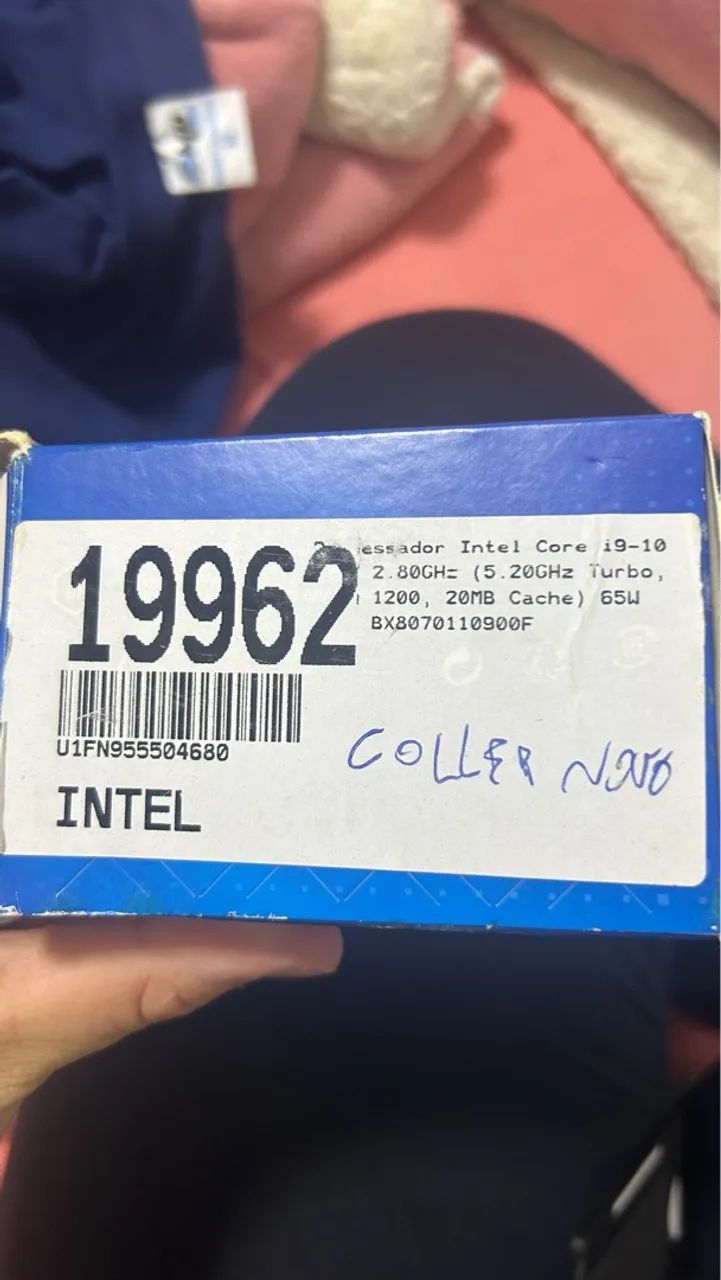 19962
essador Intel Core i9-10
2.80GHz (5.20GHz Turbo,
1200, 20MB Cache) 65W
BX8070110900F
U1FN955504680
COLLER NOVO
INTEL